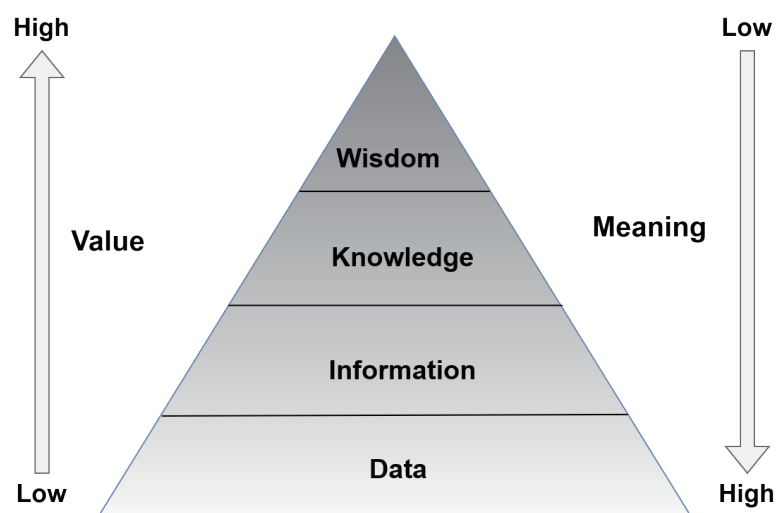 High
Low
Wisdom
Value
Meaning
Knowledge
Information
Data
Low
High